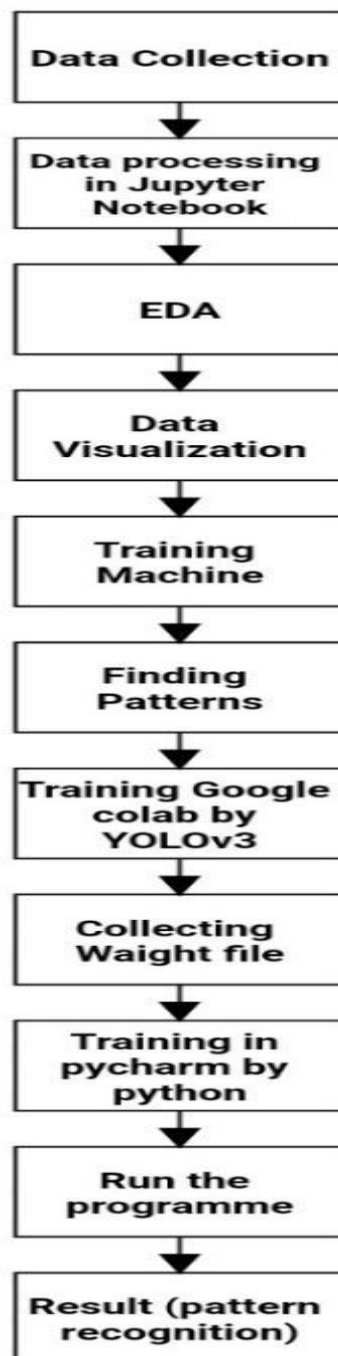 Data Collection
Data processing
in Jupyter
Notebook
EDA
Data
Visualization
Training
Machine
Finding
Patterns
Training Google
colab by
YOLOv3
Collecting
Waight file
Training in
pycharm by
python
Run the
programme
Result (pattern
recognition)